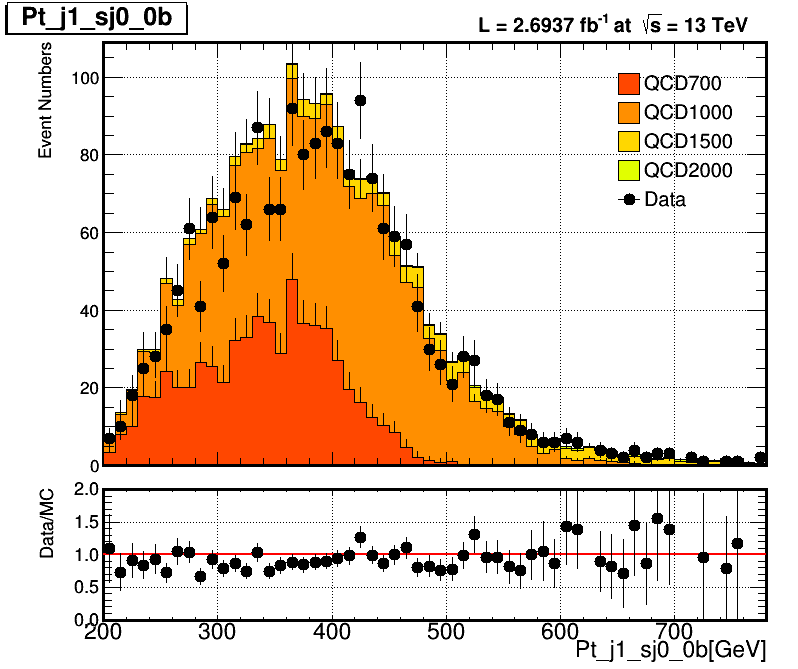 Pt_j1_sj0_0b
L = 2.6937 fb⁻¹ at √s = 13 TeV
Event Numbers
100
80
60
40
20
0
QCD700
QCD1000
QCD1500
QCD2000
Data
Data/MC
2.0
1.5
1.0
0.5
0.0
200 300 400 500 600 700
Pt_j1_sj0_0b[GeV]